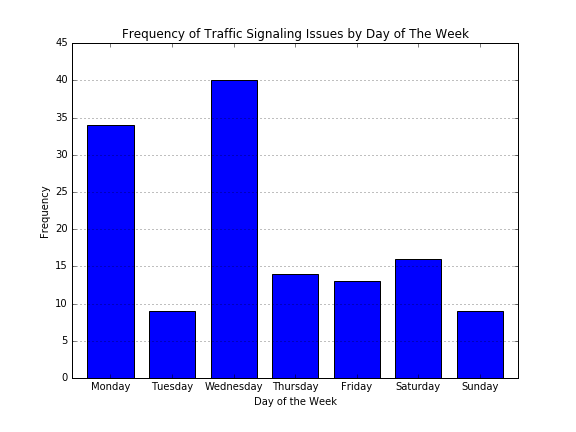 Frequency of Traffic Signaling Issues by Day of The Week
45
40
35
30
25
20
15
10
5
0
Frequency
Monday Tuesday Wednesday Thursday Friday Saturday Sunday
Day of the Week